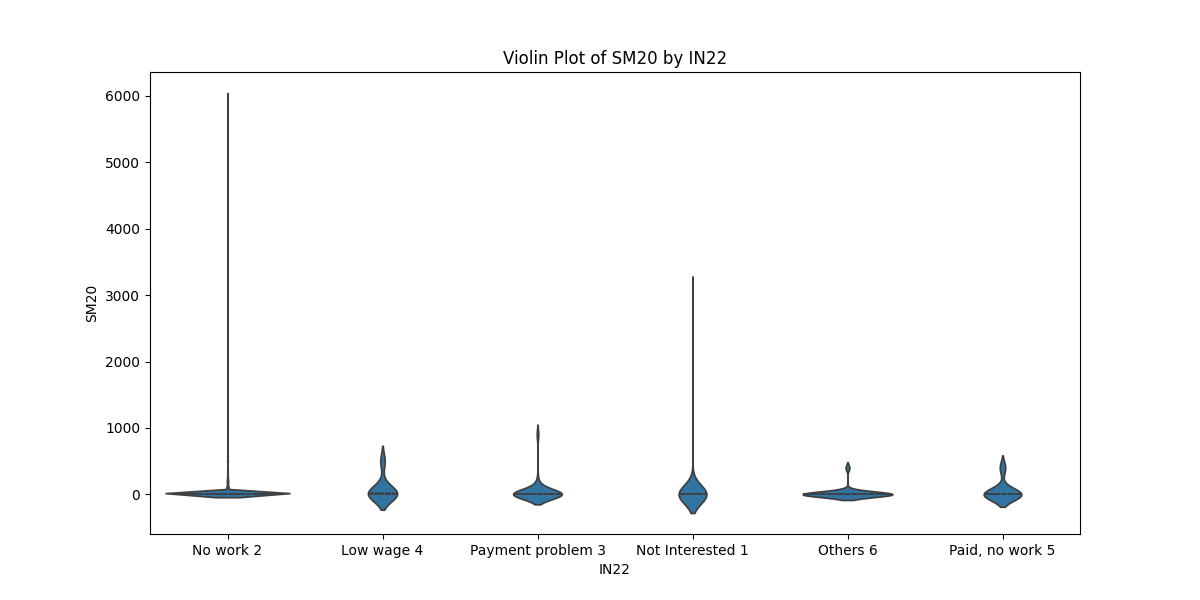 Violin Plot of SM20 by IN22
6000
5000
4000
3000
2000
1000
0
SM20
No work 2
Low wage 4
Payment problem 3
Not Interested 1
Others 6
Paid, no work 5
IN22